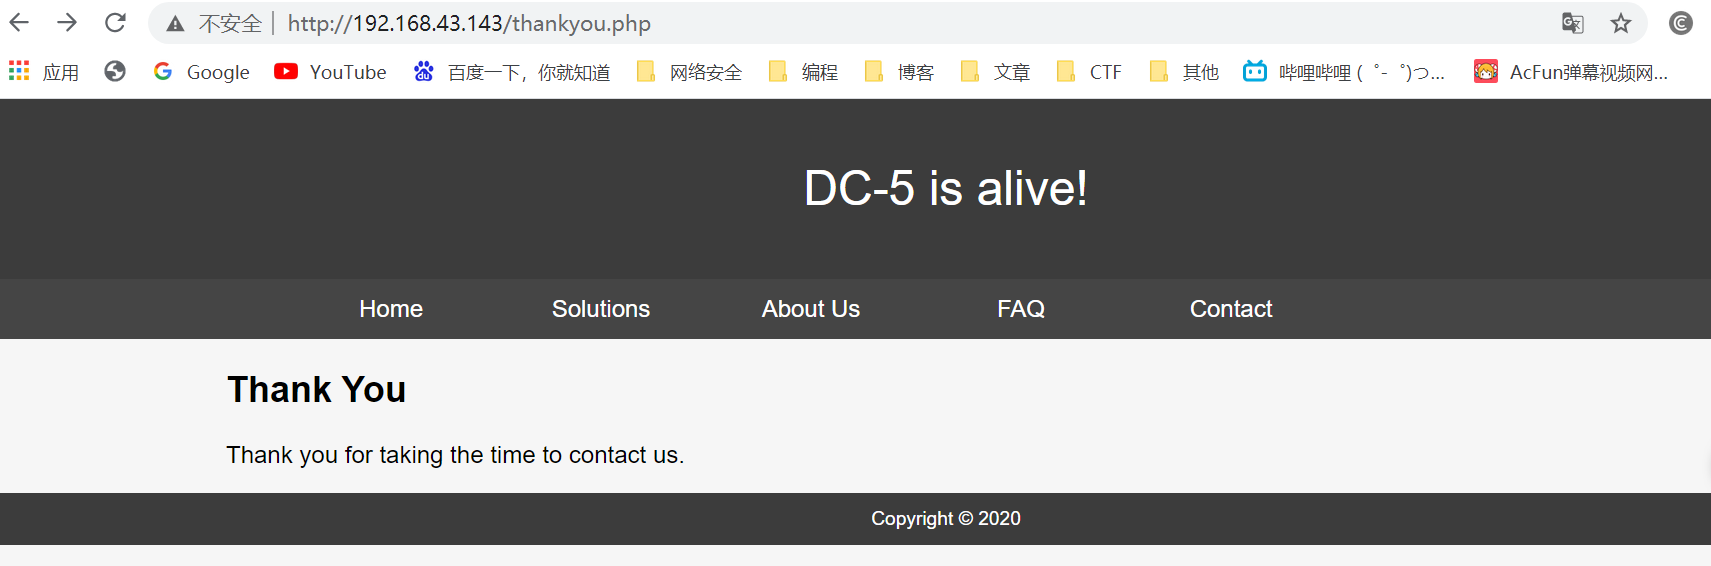 不安全 | http://192.168.43.143/thankyou.php
应用 Google YouTube 百度一下，你就知道 网络安全 编程 博客 文章 CTF 其他 哔哩哔哩 ( ゜- ゜)つ... AcFun弹幕视频网...
DC-5 is alive!
Home Solutions About Us FAQ Contact
Thank You
Thank you for taking the time to contact us.
Copyright © 2020